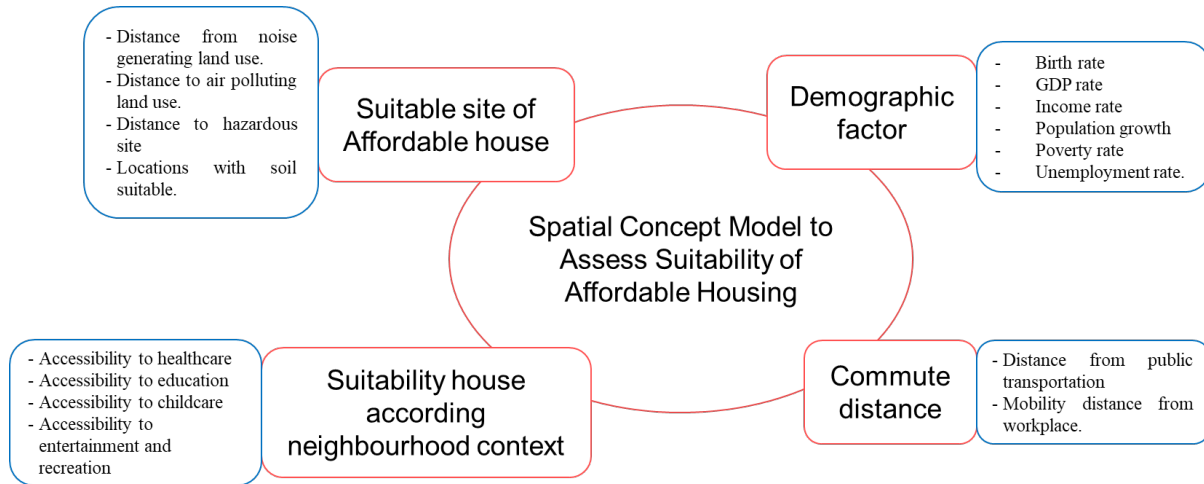 - Distance from noise
generating land use.
- Distance to air polluting
land use.
- Distance to hazardous
site
- Locations with soil
suitable.
Suitable site of
Affordable house
Demographic
factor
- Birth rate
- GDP rate
- Income rate
- Population growth
- Poverty rate
- Unemployment rate.
Spatial Concept Model to
Assess Suitability of
Affordable Housing
- Accessibility to healthcare
- Accessibility to education
- Accessibility to childcare
- Accessibility to
entertainment and
recreation
Suitability house
according
neighbourhood context
Commute
distance
- Distance from public
transportation
- Mobility distance from
workplace.